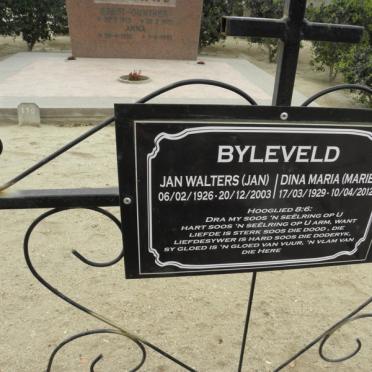 BYLEVELD
JAN WALTERS (JAN) DINA MARIA (MARIE
06/02/1926-20/12/2003 17/03/1929-10/04/2012
HOOGLIED 8:6:
DRA MY SOOS 'N SEËLRING OP U
HART SOOS 'N SEËLRING OP U ARM, WANT
LIEFDE IS STERK SOOS DIE DOOD, DIE
LIEFDESYWER IS HARD SOOS DIE DODERYK,
SY GLOED IS 'N GLOED VAN VUUR, 'N VLAM VAN
DIE HERE